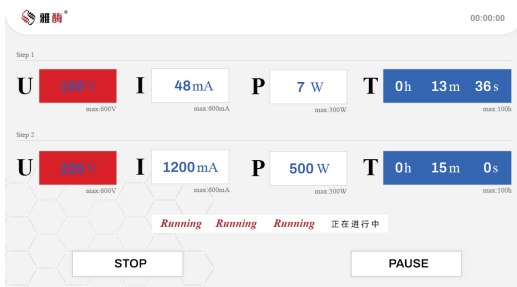 雅酶® 00:00:00
Step 1
U 160V I 48mA P 7 W T 0h 13m 36s
max:600V max:600mA max:300W max:100h
Step 2
U 220 V I 1200mA P 500 W T 0h 15m 0s
max:600V max:600mA max:300W max:100h
Running Running Running 正在进行中
STOP PAUSE